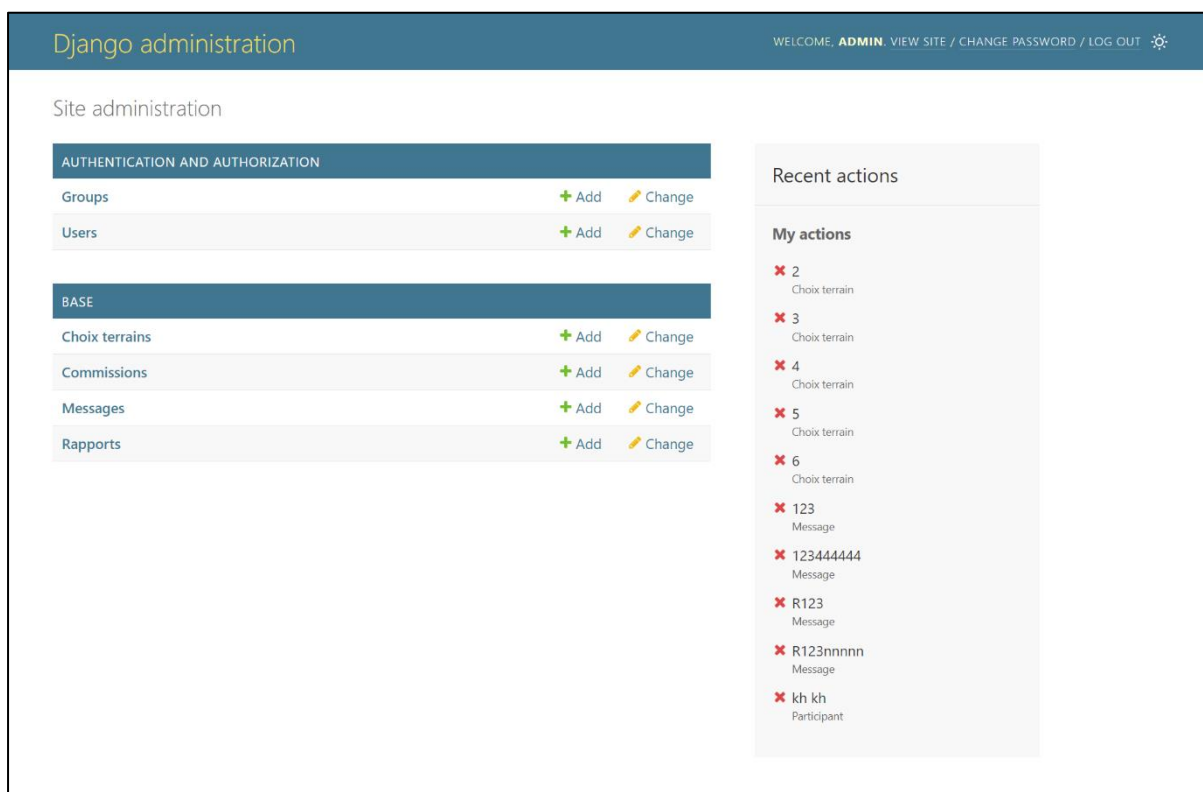 Django administration
WELCOME, ADMIN. VIEW SITE / CHANGE PASSWORD / LOG OUT
Site administration
AUTHENTICATION AND AUTHORIZATION
Groups Add Change
Users Add Change
BASE
Choix terrains Add Change
Commissions Add Change
Messages Add Change
Rapports Add Change
Recent actions
My actions
2
Choix terrain
3
Choix terrain
4
Choix terrain
5
Choix terrain
6
Choix terrain
123
Message
123444444
Message
R123
Message
R123nnnnn
Message
kh kh
Participant